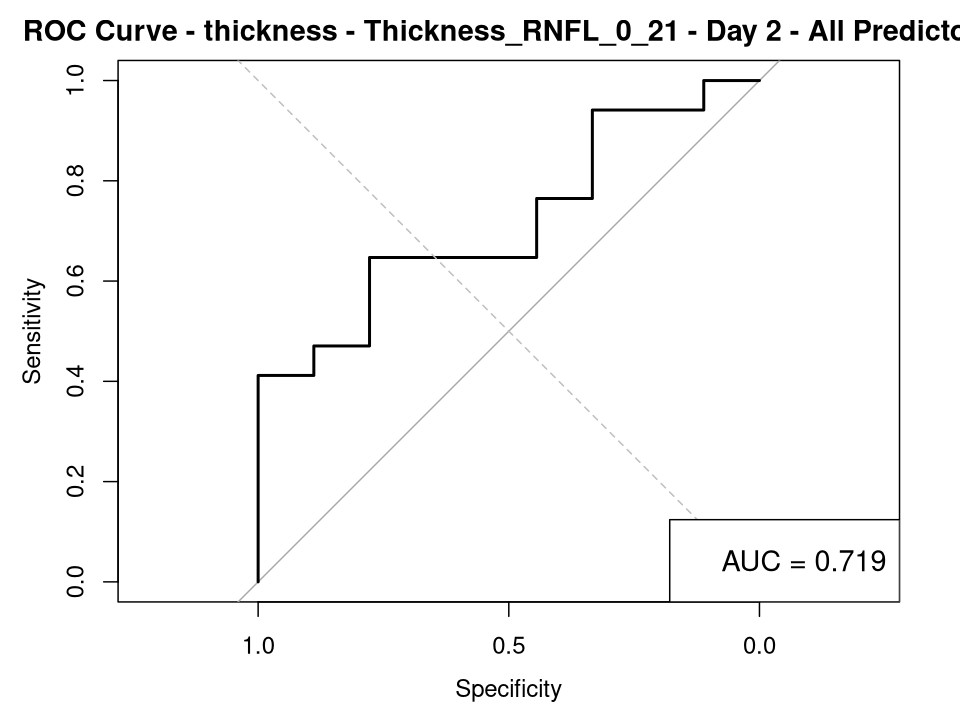 ROC Curve - thickness - Thickness_RNFL_0_21 - Day 2 - All Predicto
1.0
0.8
0.6
0.4
0.2
0.0
Sensitivity
AUC = 0.719
1.0 0.5 0.0
Specificity